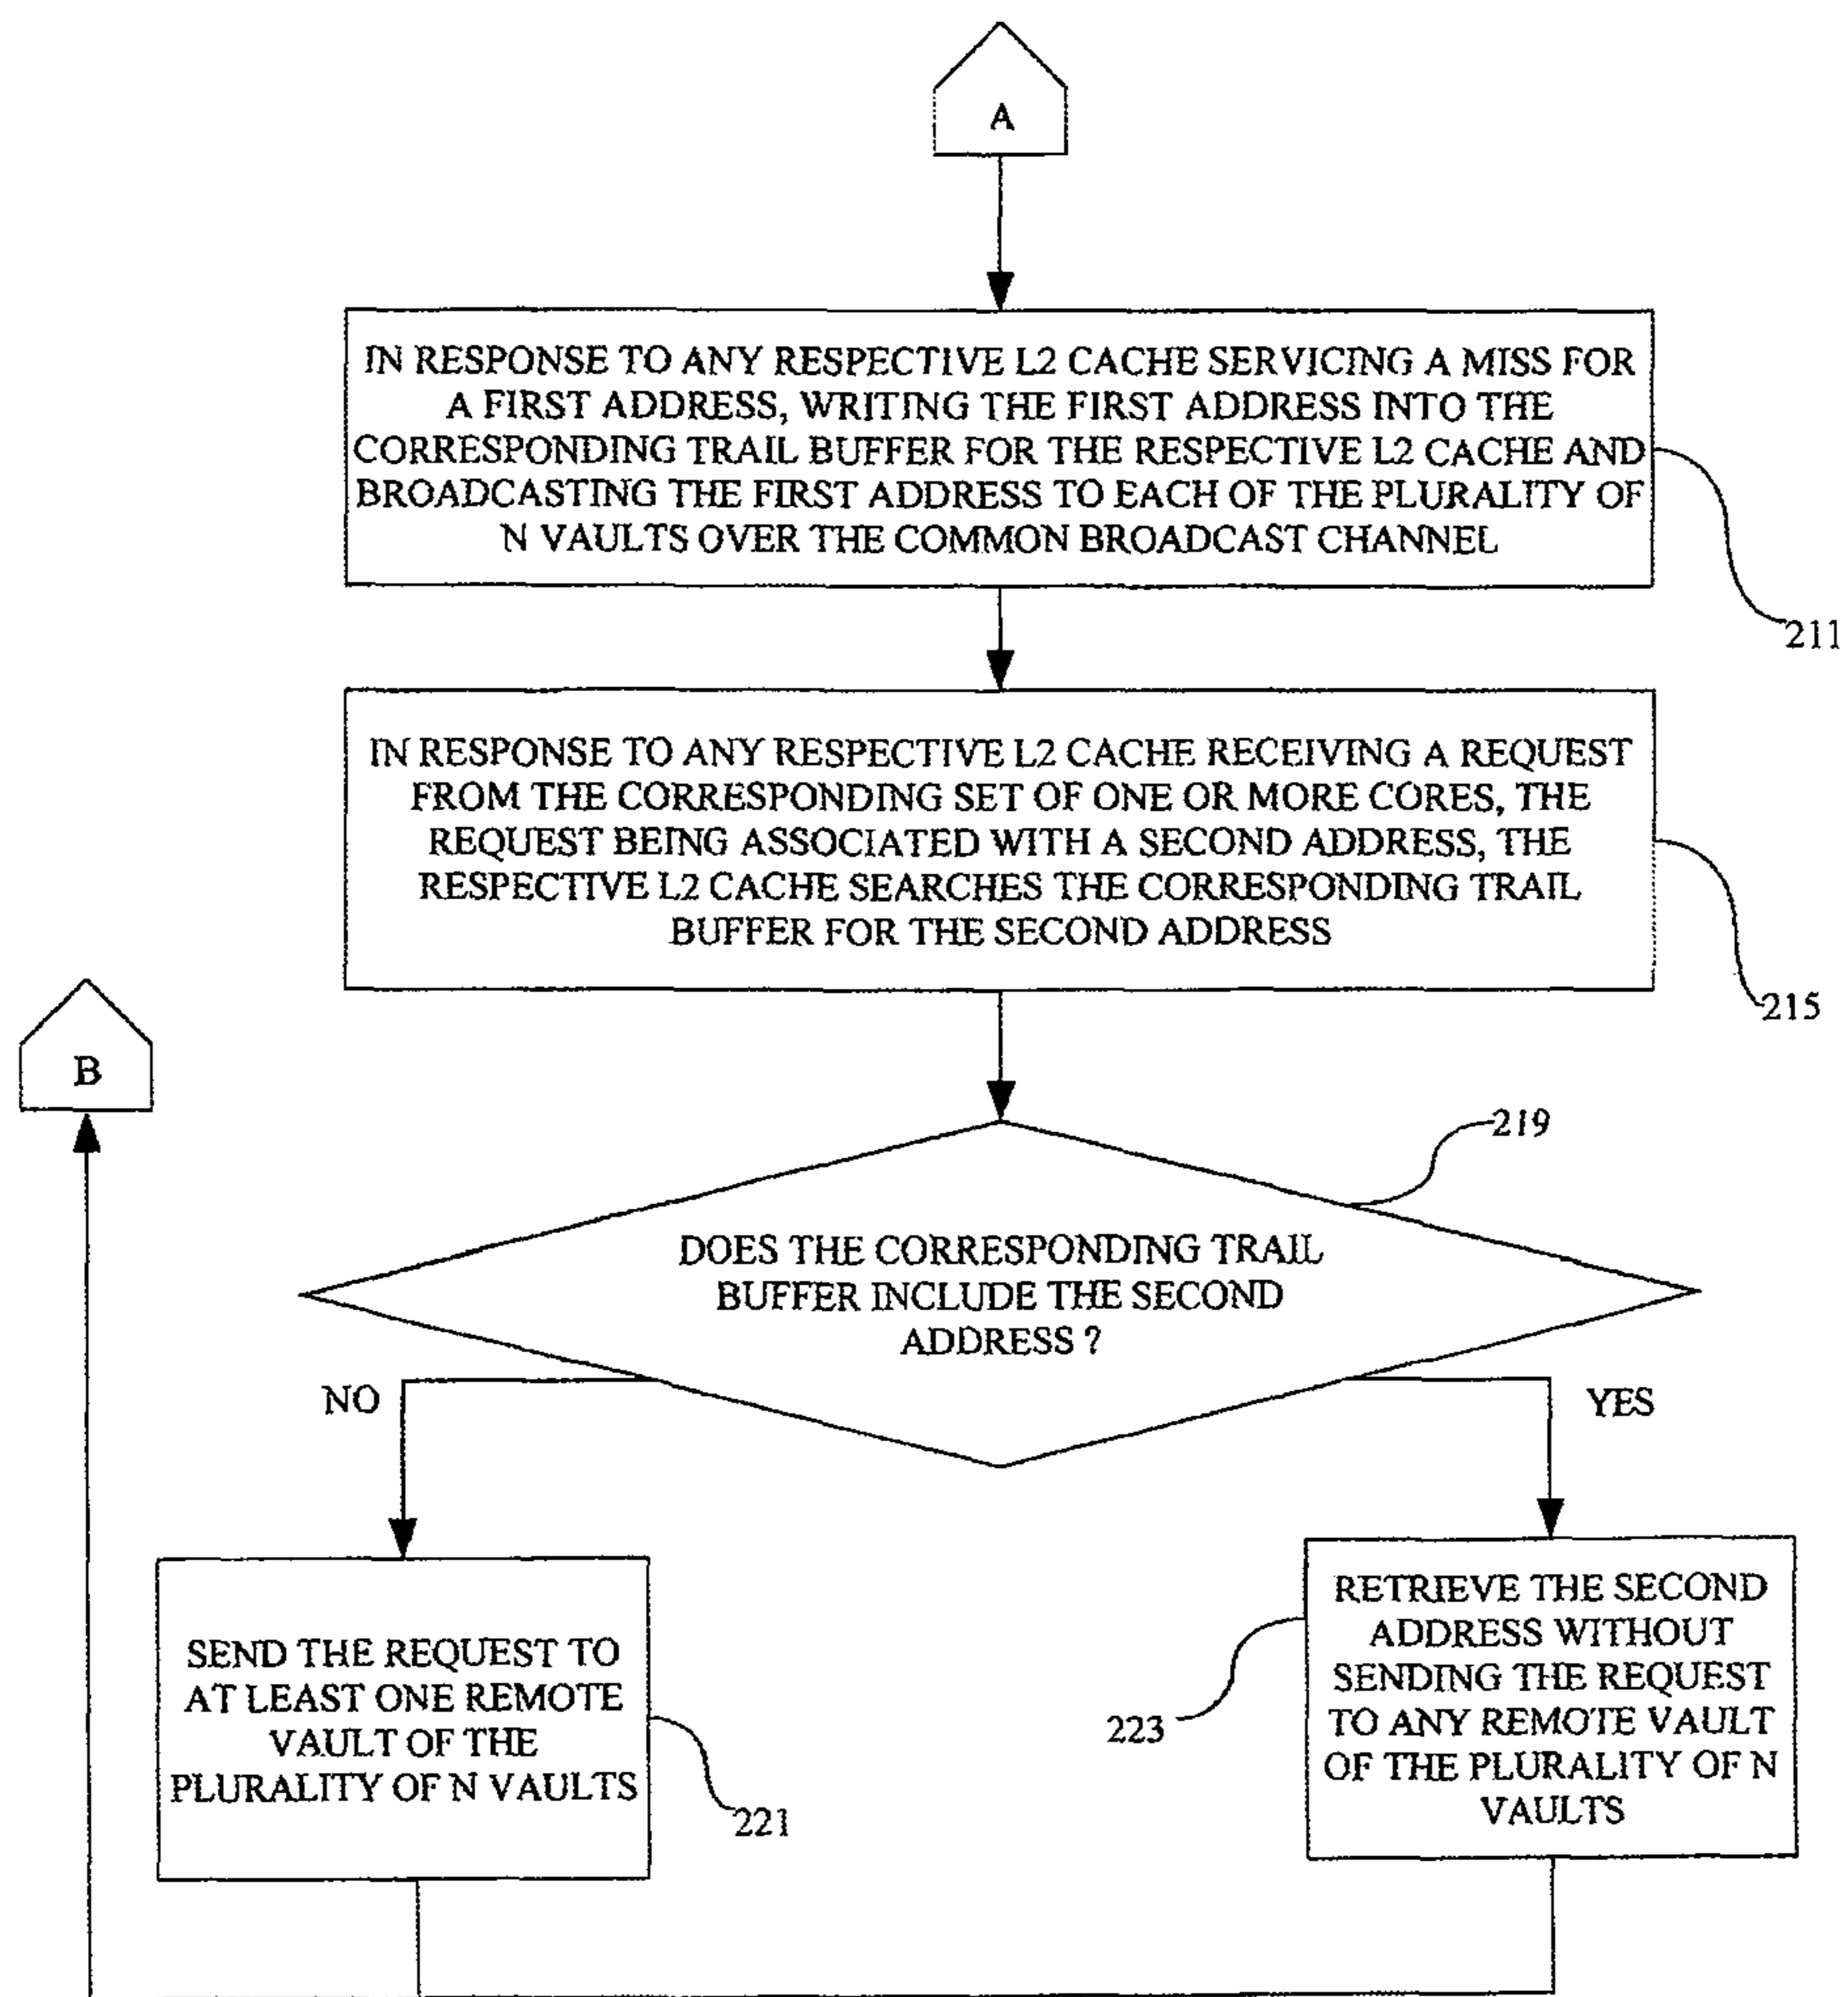 A
IN RESPONSE TO ANY RESPECTIVE L2 CACHE SERVICING A MISS FOR
A FIRST ADDRESS, WRITING THE FIRST ADDRESS INTO THE
CORRESPONDING TRAIL BUFFER FOR THE RESPECTIVE L2 CACHE AND
BROADCASTING THE FIRST ADDRESS TO EACH OF THE PLURALITY OF
N VAULTS OVER THE COMMON BROADCAST CHANNEL
211
IN RESPONSE TO ANY RESPECTIVE L2 CACHE RECEIVING A REQUEST
FROM THE CORRESPONDING SET OF ONE OR MORE CORES, THE
REQUEST BEING ASSOCIATED WITH A SECOND ADDRESS, THE
RESPECTIVE L2 CACHE SEARCHES THE CORRESPONDING TRAIL
BUFFER FOR THE SECOND ADDRESS
215
B
219
DOES THE CORRESPONDING TRAIL
BUFFER INCLUDE THE SECOND
ADDRESS ?
NO
YES
SEND THE REQUEST TO
AT LEAST ONE REMOTE
VAULT OF THE
PLURALITY OF N VAULTS
221
RETRIEVE THE SECOND
ADDRESS WITHOUT
SENDING THE REQUEST
TO ANY REMOTE VAULT
OF THE PLURALITY OF N
VAULTS
223